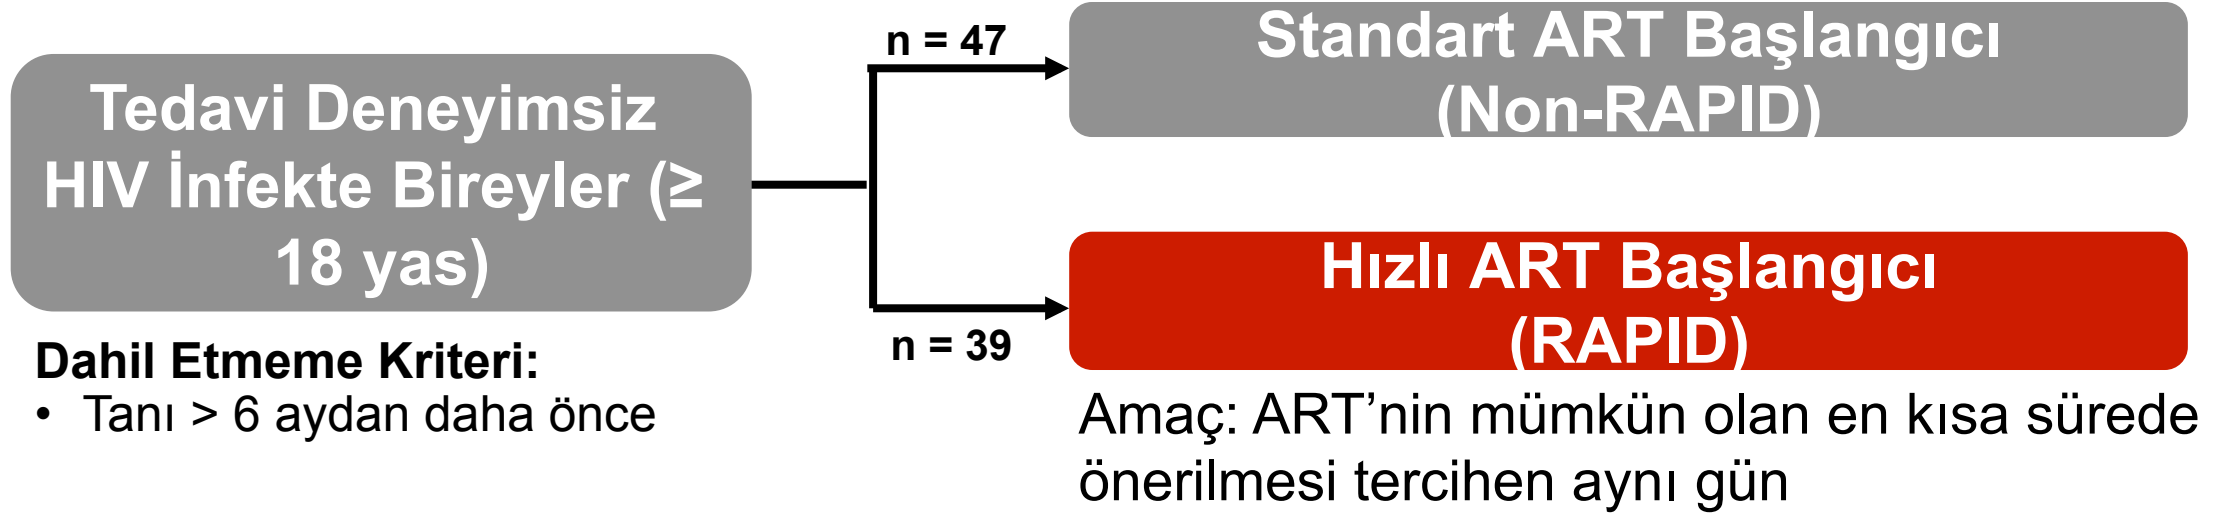 Tedavi Deneyimsiz
HIV İnfekte Bireyler (≥
18 yas)
Dahil Etmeme Kriteri:
• Tanı > 6 aydan daha önce
n = 47
Standart ART Başlangıcı
(Non-RAPID)
n = 39
Hızlı ART Başlangıcı
(RAPID)
Amaç: ART’nin mümkün olan en kısa sürede
önerilmesi tercihen aynı gün